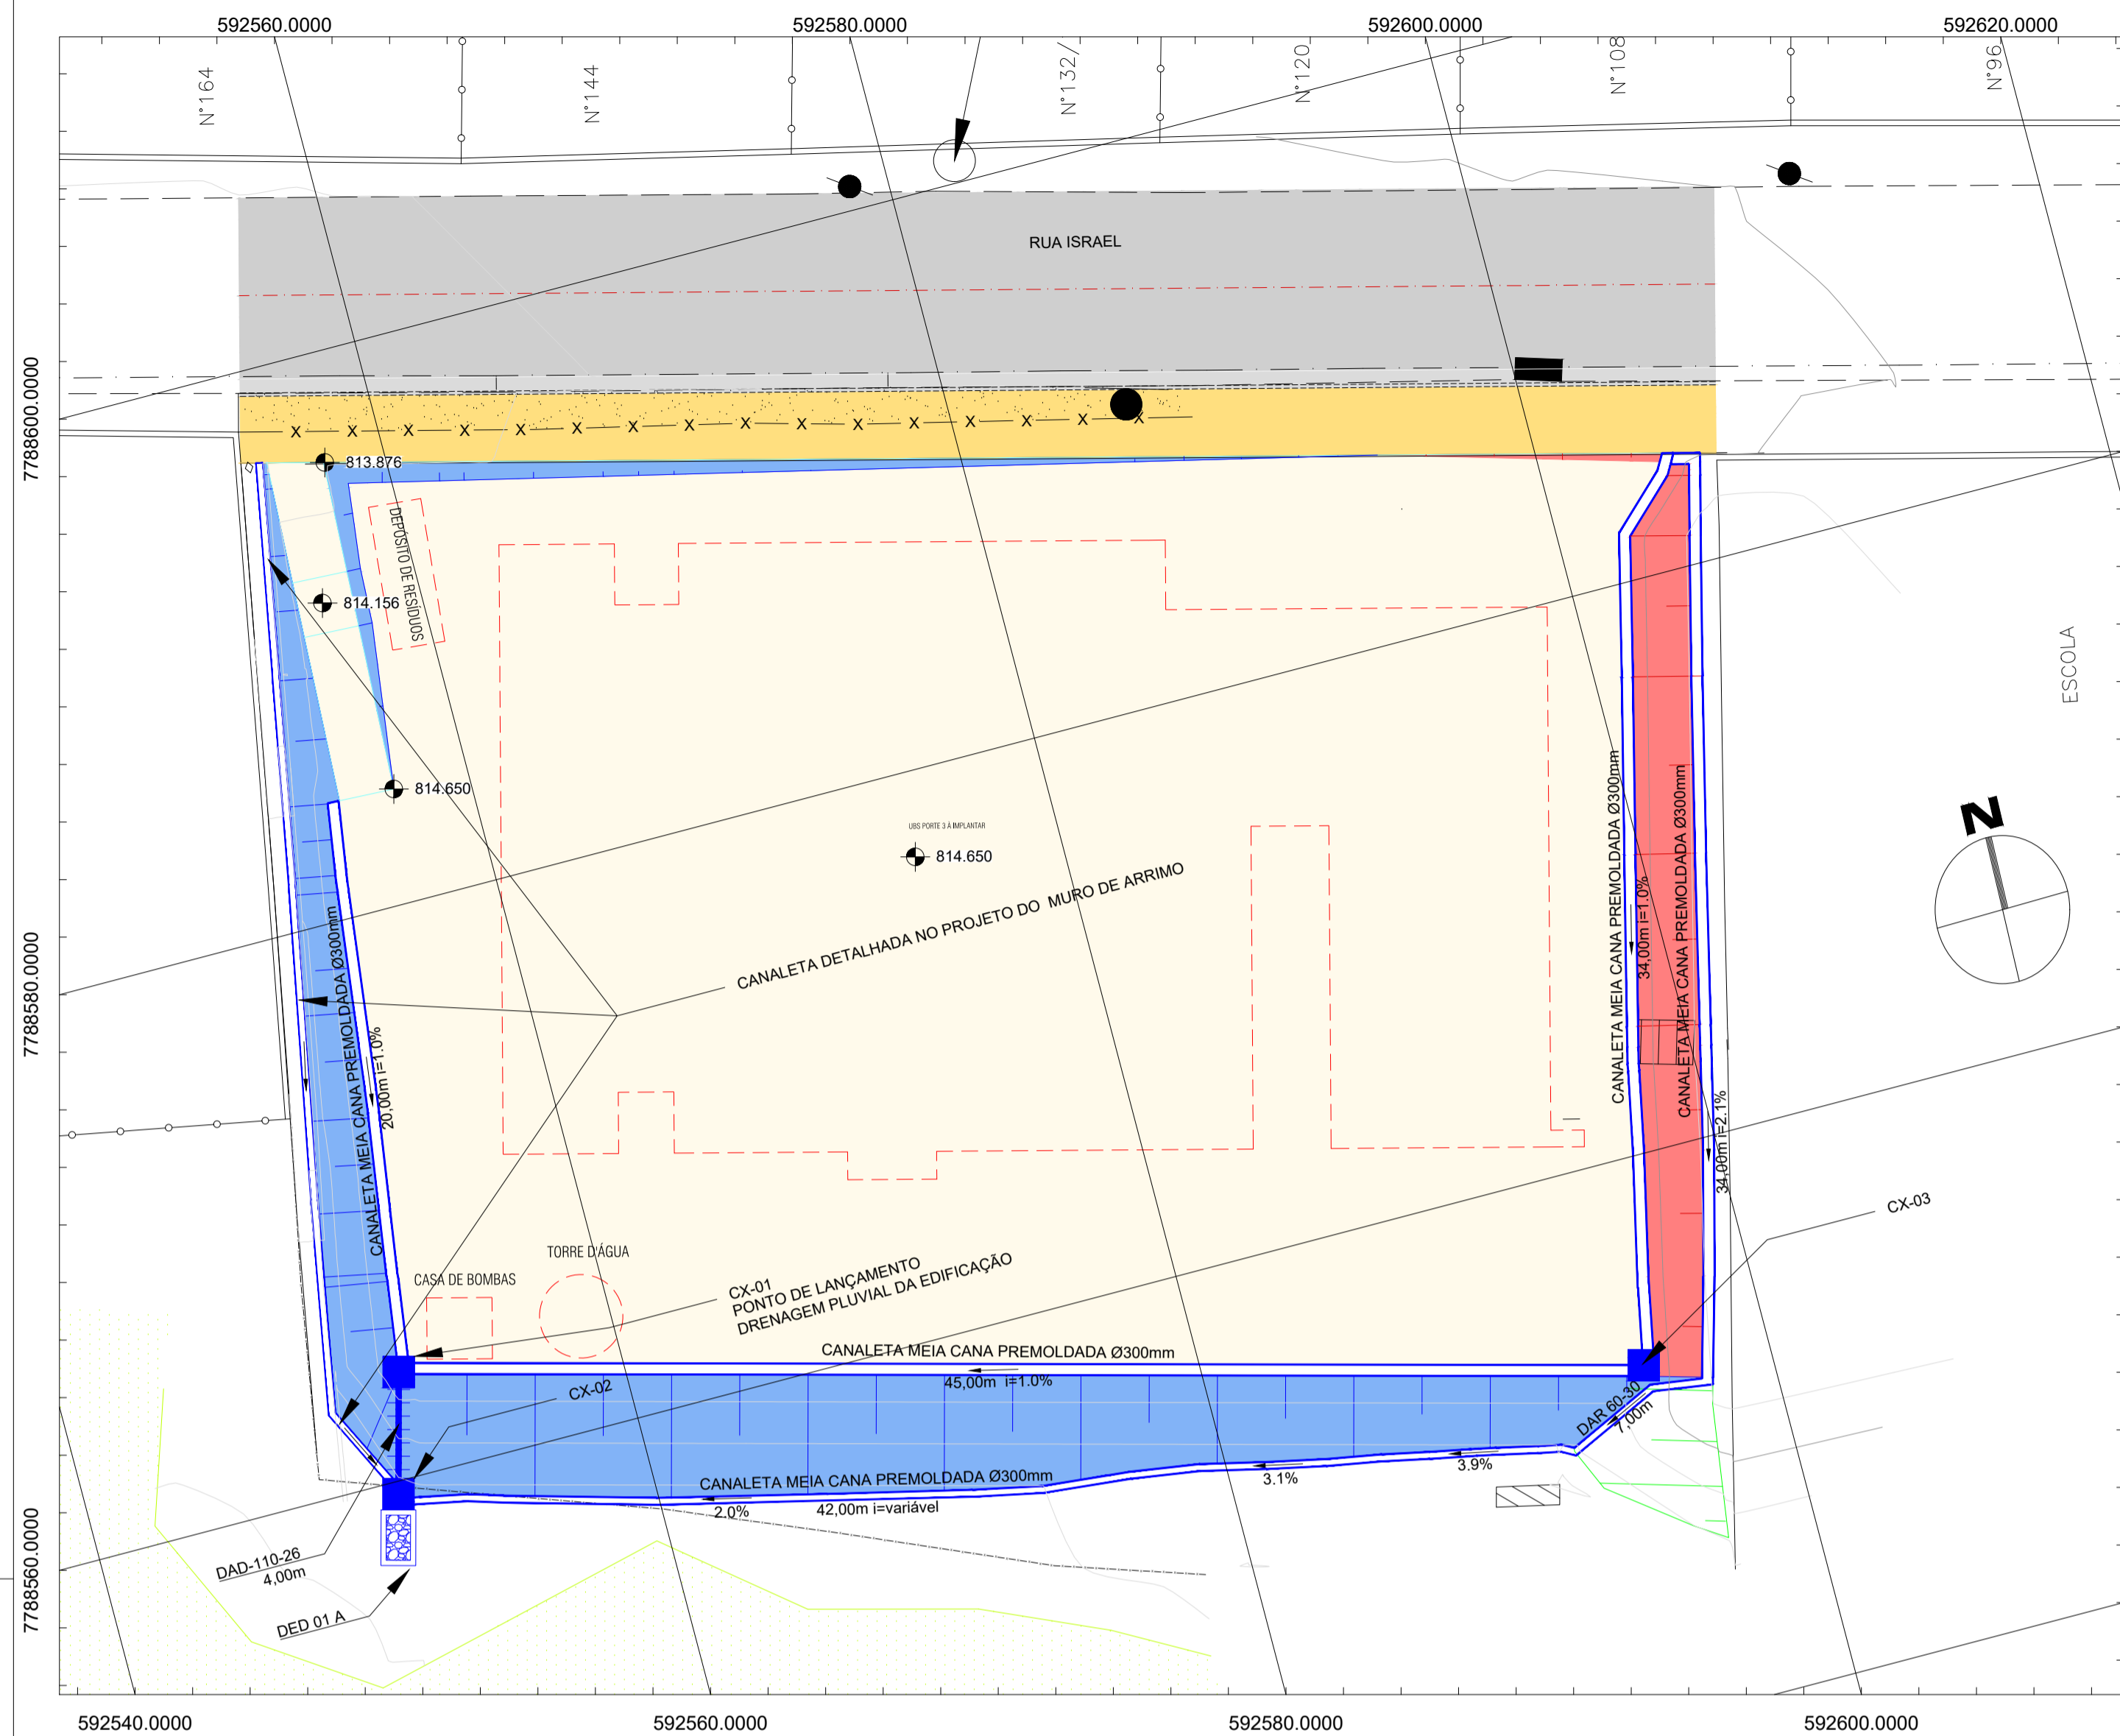 592560.0000
592580.0000
592600.0000
592620.0000
N°164
N°144
N°132/
N°120
N°108
N°96
RUA ISRAEL
7788600.0000
X X X X X X X X X X X X X X X X
813.876
DEPÓSITO DE RESÍDUOS
814.156
ESCOLA
814.650
UBS PORTE 3 À IMPLANTAR
814.650
N
CANALETA DETALHADA NO PROJETO DO MURO DE ARRIMO
CANALETA MEIA CANA PREMOLDADA Ø300mm
34,00m i=1.0%
CANALETA MEIA CANA PREMOLDADA Ø300mm
34,00m i=2.1%
7788580.0000
CANALETA MEIA CANA PREMOLDADA Ø300mm
20,00m i=1.0%
CX-03
TORRE D'ÁGUA
CASA DE BOMBAS
CX-01
PONTO DE LANÇAMENTO
DRENAGEM PLUVIAL DA EDIFICAÇÃO
CANALETA MEIA CANA PREMOLDADA Ø300mm
45,00m i=1.0%
CX-02
DAR 60-30
7,00m
CANALETA MEIA CANA PREMOLDADA Ø300mm
2.0%
42,00m i=variável
3.1%
3.9%
7788560.0000
DAD-110-26
4,00m
DED 01 A
592540.0000
592560.0000
592580.0000
592600.0000